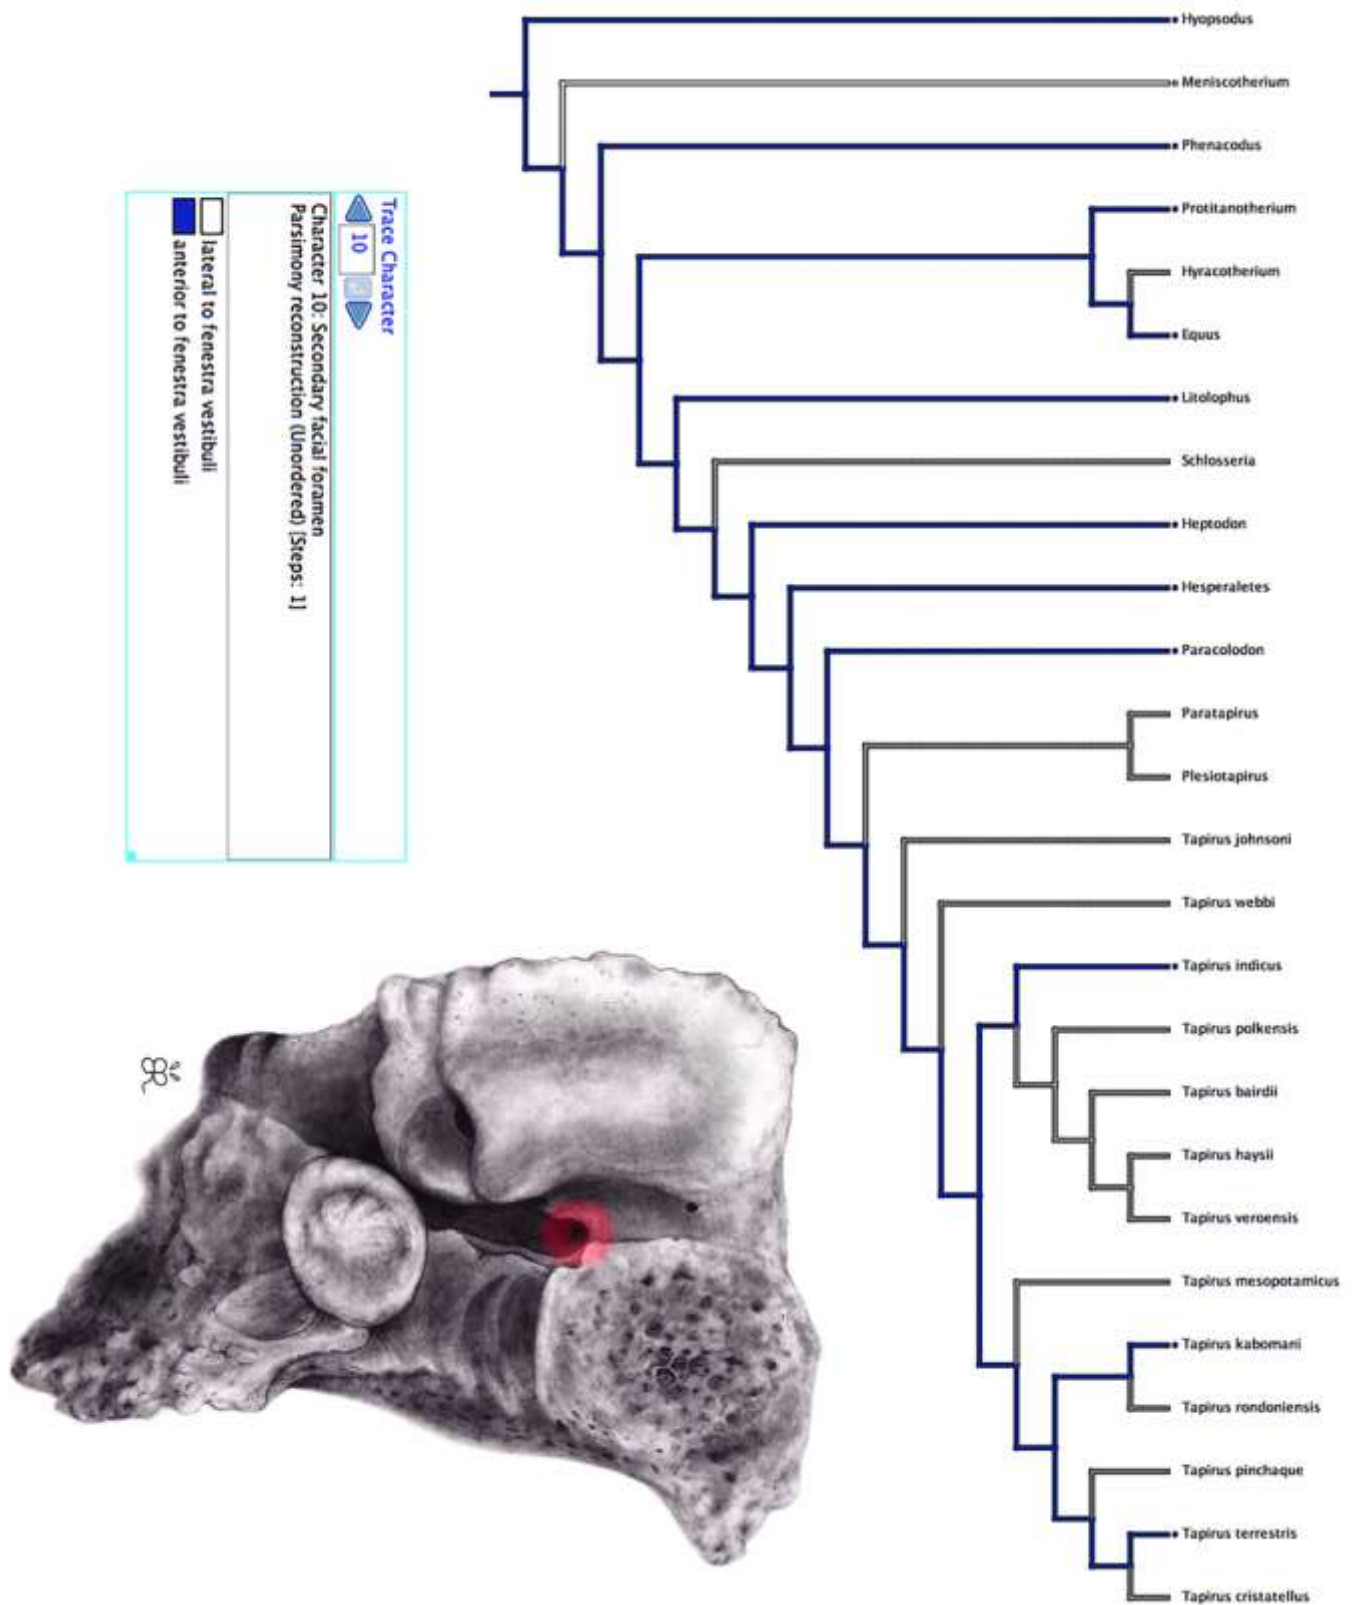 Hyopsodus
Meniscotherium
Phenacodus
Protitanotherium
Hyracotherium
Equus
Litolophus
Schlosseria
Heptodon
Hesperaletes
Paracolodon
Paratapirus
Plesiotapirus
Tapirus johnsoni
Tapirus webbi
Tapirus indicus
Tapirus polkensis
Tapirus bairdii
Tapirus haysii
Tapirus veroensis
Tapirus mesopotamicus
Tapirus kabomani
Tapirus rondoniensis
Tapirus pinchaque
Tapirus terrestris
Tapirus cristatellus
Trace Character
10
Character 10: Secondary facial foramen
Parsimony reconstruction (Unordered) [Steps: 1]
lateral to fenestra vestibuli
anterior to fenestra vestibuli